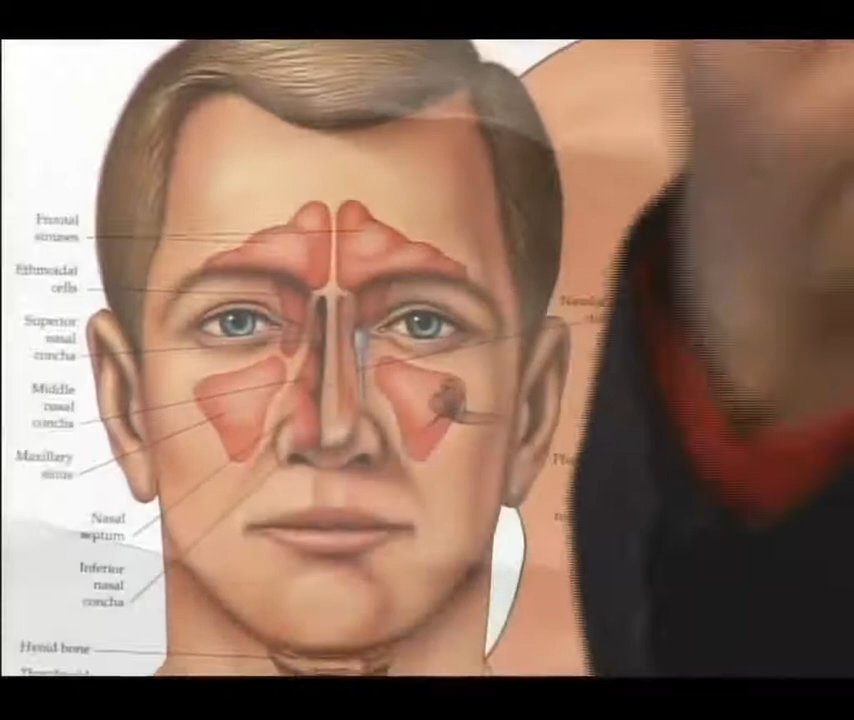 Frontal
sinuses
Ethmoidal
cells
Superior
nasal
concha
Middle
nasal
concha
Maxillary
sinus
Nasal
septum
Inferior
nasal
concha
Hyoid bone